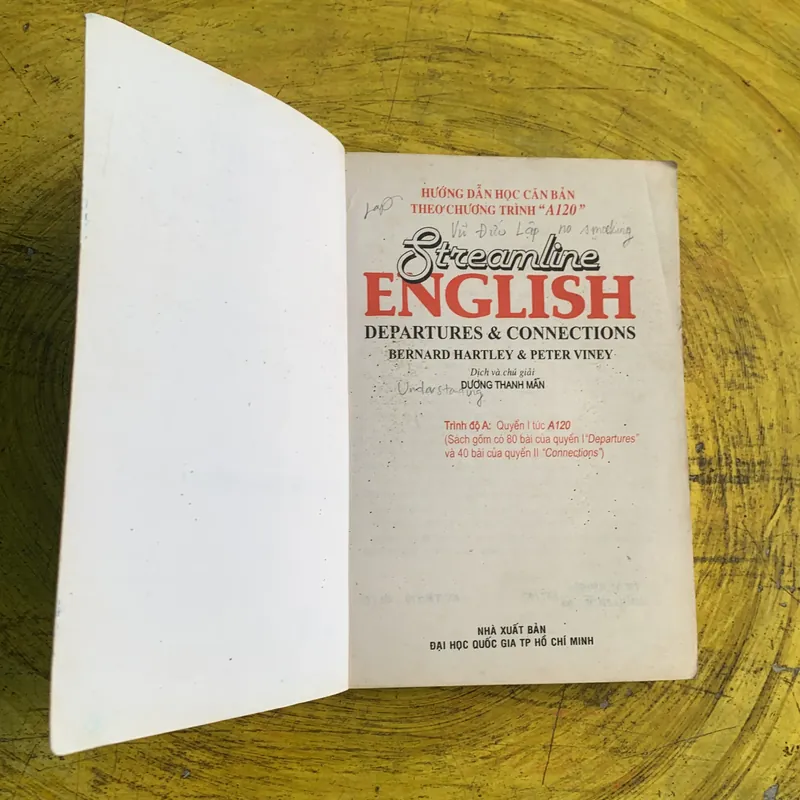 HƯỚNG DẪN HỌC CĂN BẢN
THEO CHƯƠNG TRÌNH "A120"
Lập
Vũ Đức Lập no smoking
Streamline
ENGLISH
DEPARTURES & CONNECTIONS
BERNARD HARTLEY & PETER VINEY
Dịch và chú giải
DƯƠNG THANH MẪN
Understanding
Trình độ A: Quyển I tức A120
(Sách gồm có 80 bài của quyển I "Departures"
và 40 bài của quyển II "Connections")
NHÀ XUẤT BẢN
ĐẠI HỌC QUỐC GIA TP HỒ CHÍ MINH